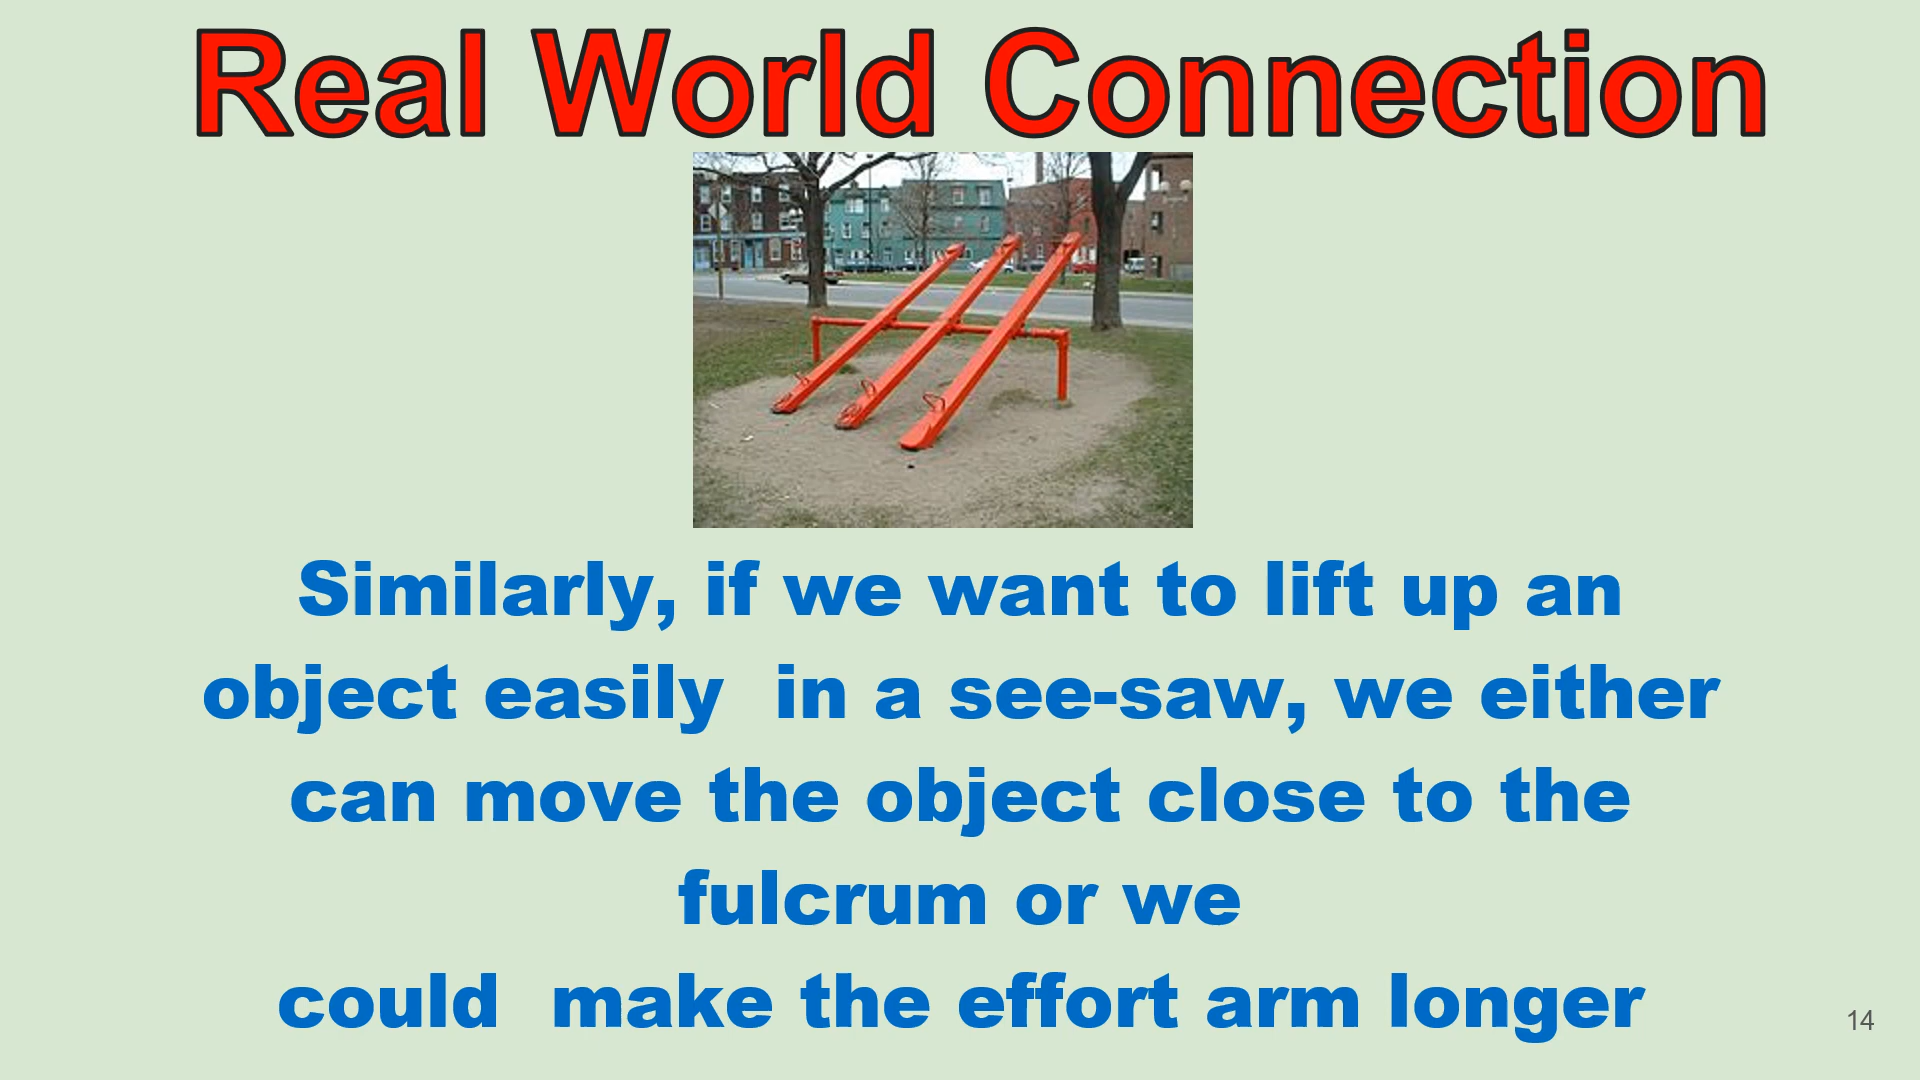 Real World Connection
Similarly, if we want to lift up an
object easily  in a see-saw, we either
can move the object close to the
fulcrum or we
could  make the effort arm longer
14